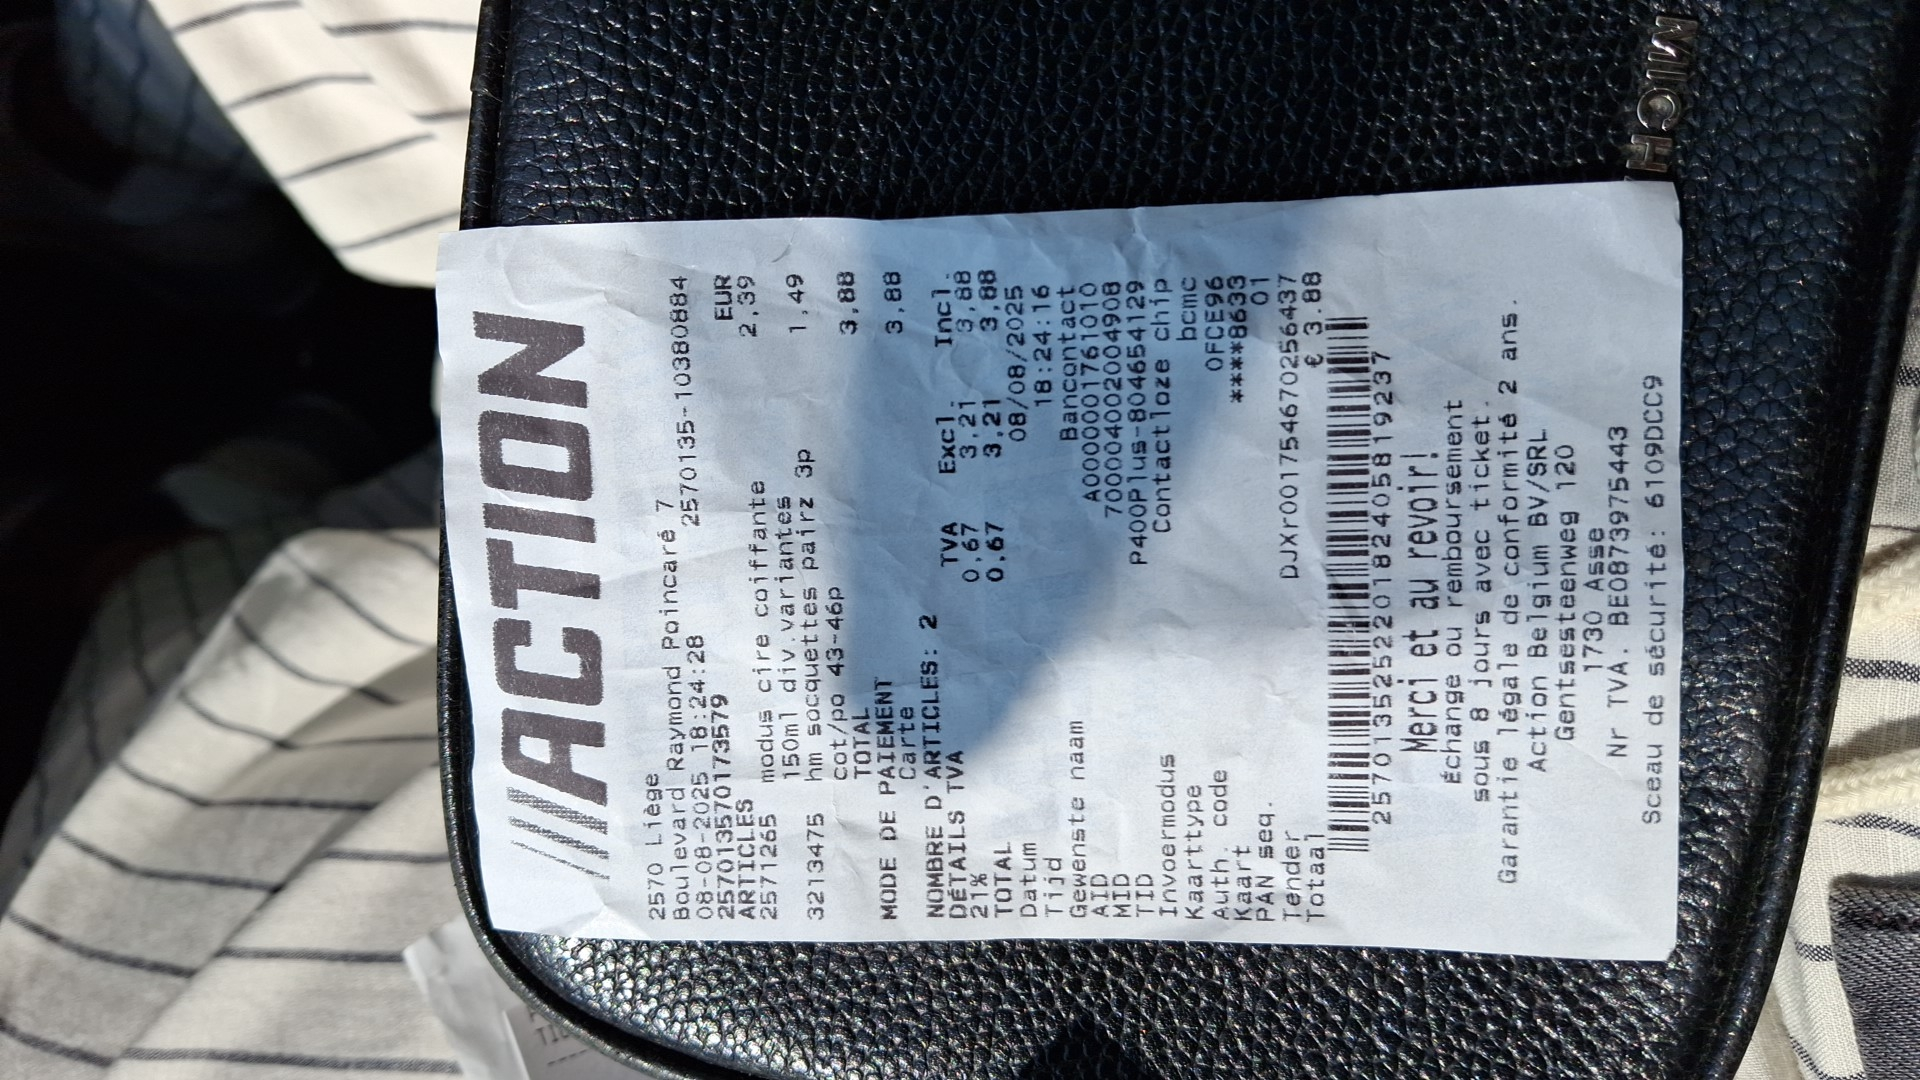 MICH
///ACTION
2570 Liège
Boulevard Raymond Poincaré 7
08-08-2025 18:24:28 2570135-10380884
257013570173579
ARTICLES EUR
2571265 modus cire coiffante 2,39
150ml div.variantes
3213475 hm socquettes pairz 3p 1,49
cot/po 43-46p
TOTAL 3,88
MODE DE PAIEMENT
Carte 3,88
NOMBRE D'ARTICLES: 2
DÉTAILS TVA TVA Excl. Incl.
21% 0,67 3,21 3,88
TOTAL 0,67 3,21 3,88
Datum 08/08/2025
Tijd 18:24:16
Gewenste naam Bancontact
AID A0000001761010
MID 700004002004908
TID P400Plus-804654129
Invoermodus Contactloze chip
Kaarttype bcmc
Auth. code 0FCE96
Kaart ****8633
PAN seq. 01
Tender DJXr001754670256437
Totaal € 3.88
2570135252201824058192​37
Merci et au revoir!
Échange ou remboursement
sous 8 jours avec ticket.
Garantie légale de conformité 2 ans.
Action Belgium BV/SRL
Gentsesteenweg 120
1730 Asse
Nr TVA. BE0873975443
Sceau de sécurité: 6109DCC9